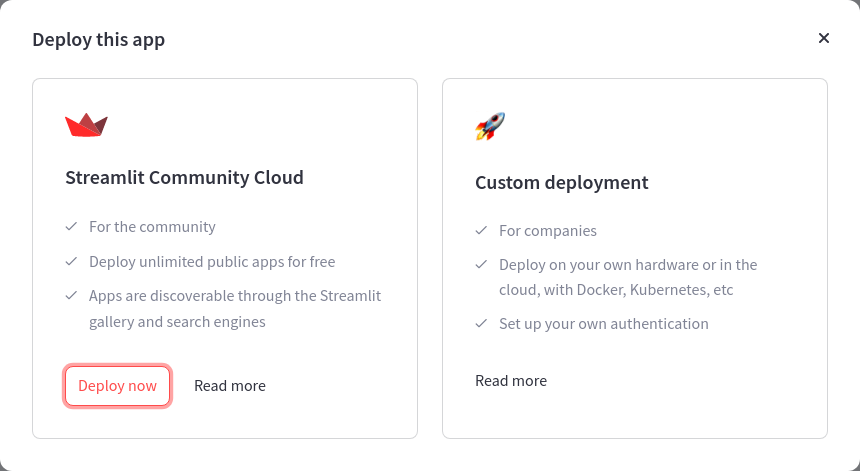 Deploy this app
Streamlit Community Cloud
For the community
Deploy unlimited public apps for free
Apps are discoverable through the Streamlit
gallery and search engines
Deploy now
Read more
Custom deployment
For companies
Deploy on your own hardware or in the
cloud, with Docker, Kubernetes, etc
Set up your own authentication
Read more